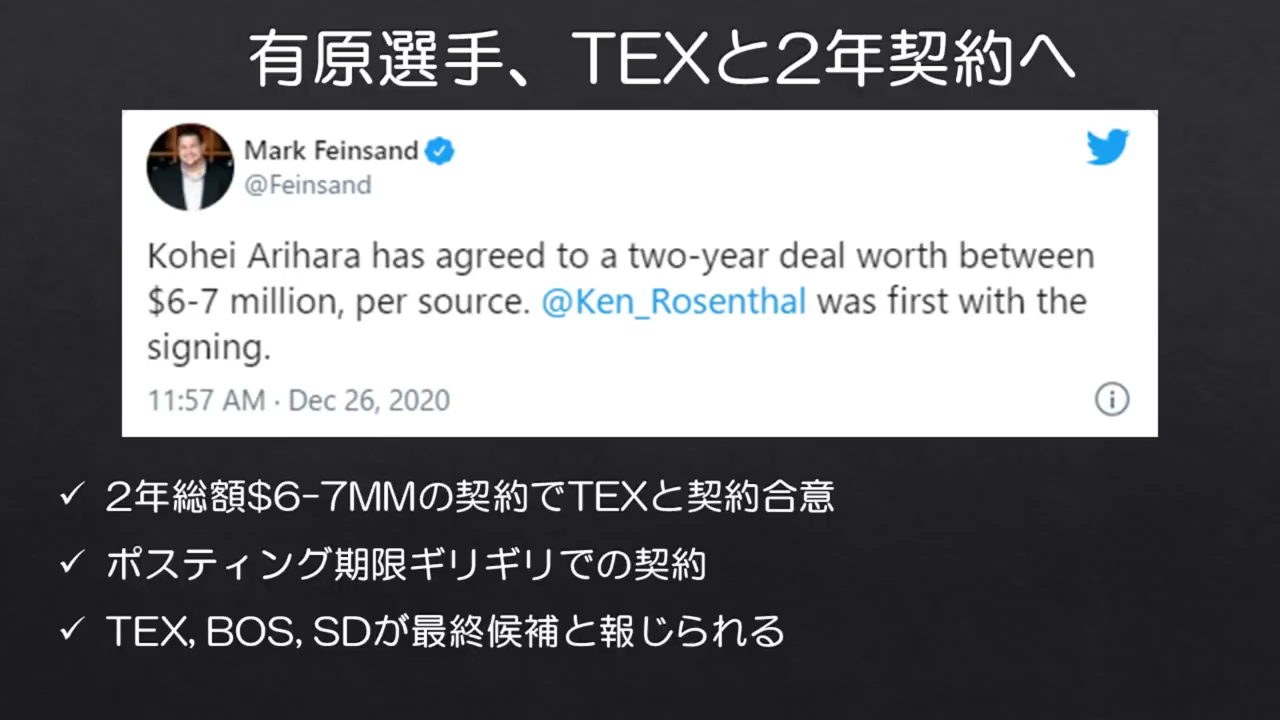 有原選手、TEXと2年契約へ
Mark Feinsand
@Feinsand
Kohei Arihara has agreed to a two-year deal worth between
$6-7 million, per source. @Ken_Rosenthal was first with the
signing.
11:57 AM · Dec 26, 2020
✓ 2年総額$6-7MMの契約でTEXと契約合意
✓ ポスティング期限ギリギリでの契約
✓ TEX, BOS, SDが最終候補と報じられる